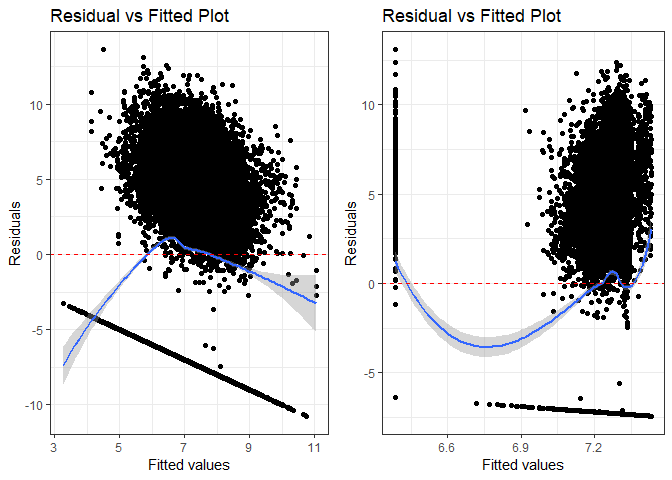 Residual vs Fitted Plot
10
5
0
-5
-10
Residuals
3
5
7
9
11
Fitted values
Residual vs Fitted Plot
10
5
0
-5
Residuals
6.6
6.9
7.2
Fitted values